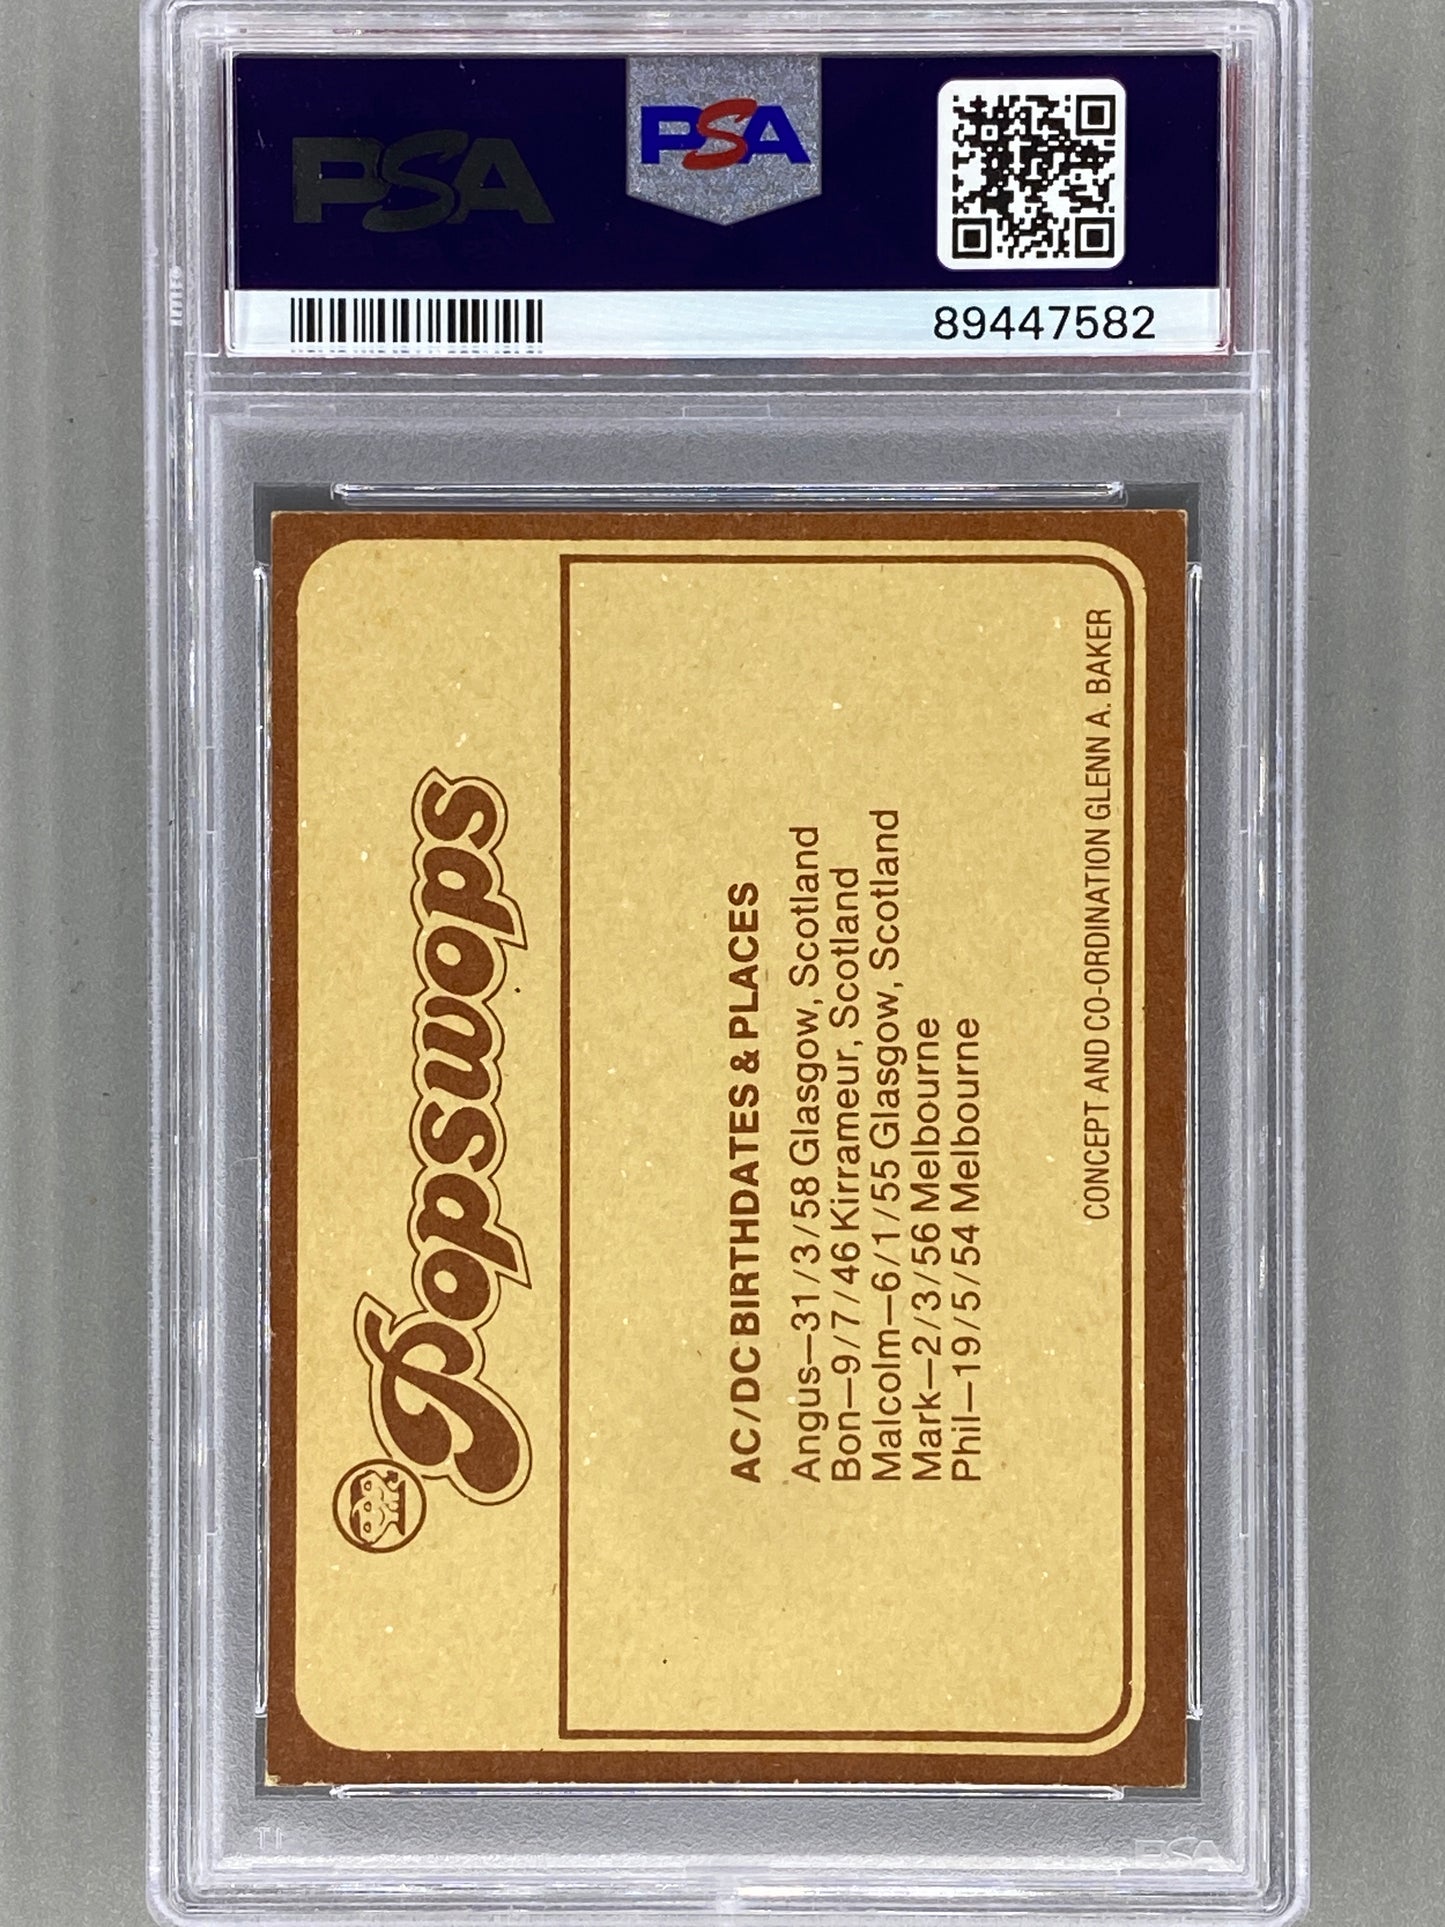 PSA
PSA
89447582
Popswops
AC/DC BIRTHDATES & PLACES
Angus—31/3/58 Glasgow, Scotland
Bon—9/7/46 Kirrameur, Scotland
Malcolm—6/1/55 Glasgow, Scotland
Mark—2/3/56 Melbourne
Phil—19/5/54 Melbourne
CONCEPT AND CO-ORDINATION GLENN A. BAKER
PSA